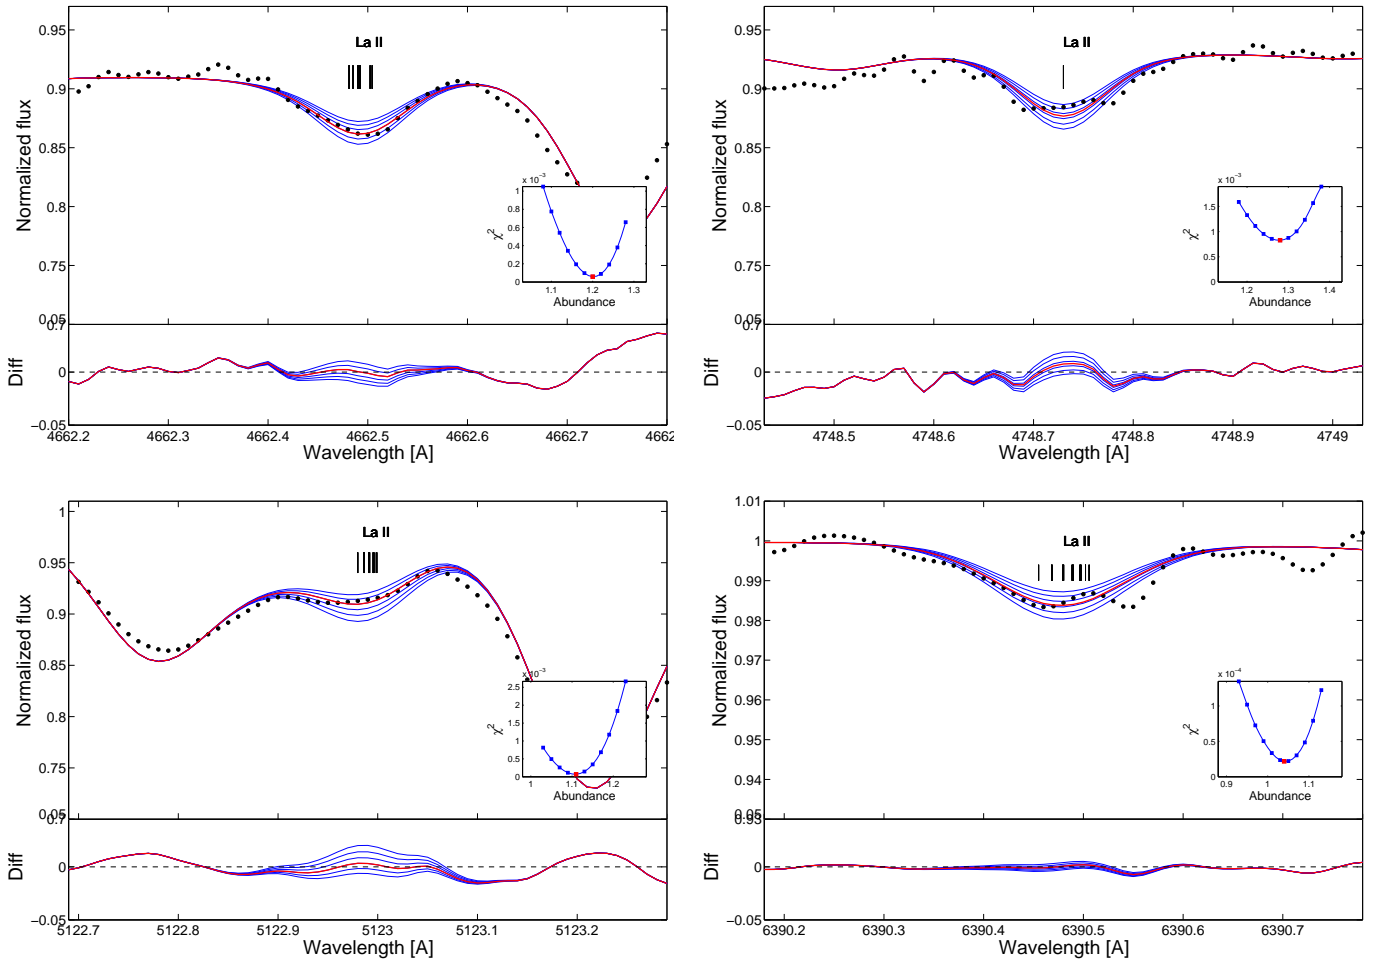 0.95
0.9
0.85
0.8
0.75
0.05
0.7
0
−0.05
Normalized flux
Diff
La II
x 10⁻³
1
0.8
0.6
0.4
0.2
0
χ²
1.1 1.2 1.3
Abundance
4662.2 4662.3 4662.4 4662.5 4662.6 4662.7 4662
Wavelength [A]
0.95
0.9
0.85
0.8
0.75
0.05
0.7
0
−0.05
Normalized flux
Diff
La II
x 10⁻³
1.5
1
0.5
0
χ²
1.2 1.3 1.4
Abundance
4748.5 4748.6 4748.7 4748.8 4748.9 4749
Wavelength [A]
1
0.95
0.9
0.85
0.8
0.75
0.05
0.7
0
−0.05
Normalized flux
Diff
La II
x 10⁻³
2.5
2
1.5
1
0.5
0
χ²
1 1.1 1.2
Abundance
5122.7 5122.8 5122.9 5123 5123.1 5123.2
Wavelength [A]
1.01
1
0.99
0.98
0.97
0.96
0.95
0.94
0.05
0.93
0
−0.05
Normalized flux
Diff
La II
x 10⁻⁴
1
0.5
0
χ²
0.9 1 1.1
Abundance
6390.2 6390.3 6390.4 6390.5 6390.6 6390.7
Wavelength [A]